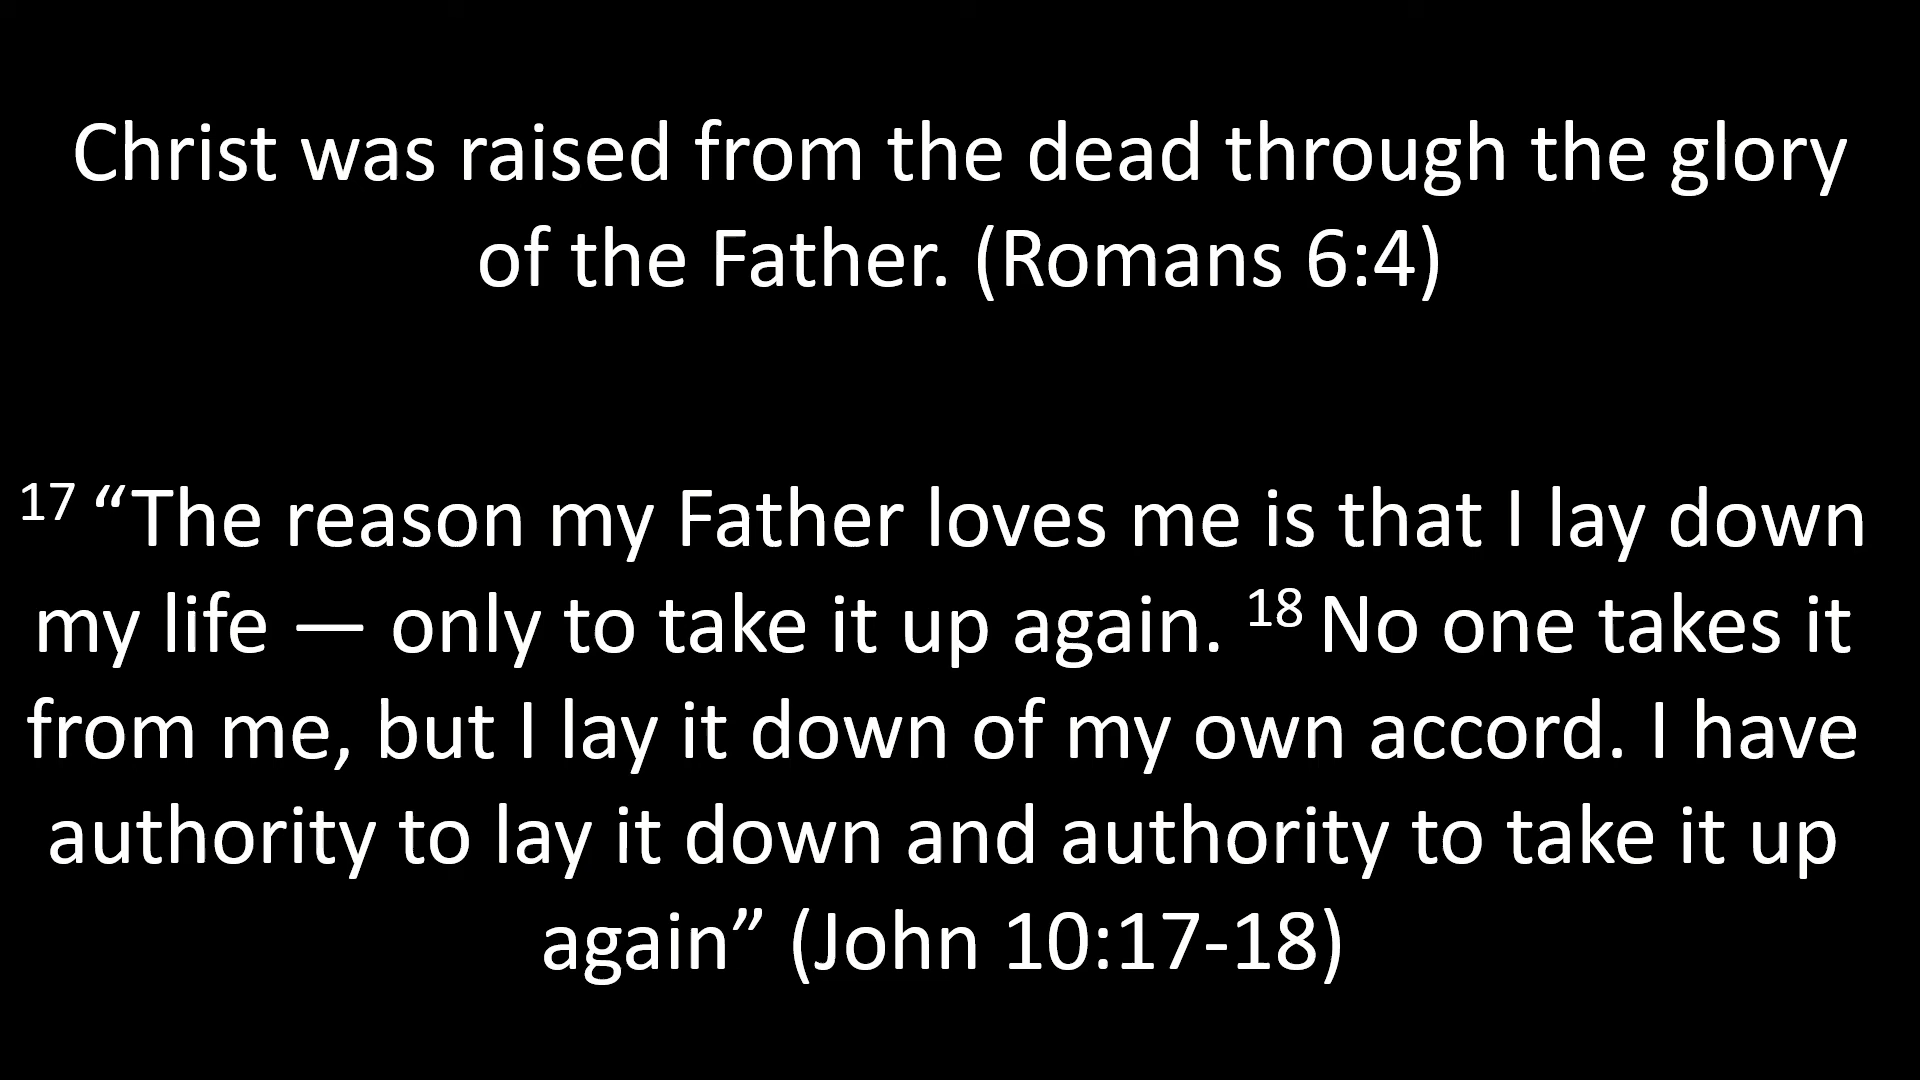 Christ was raised from the dead through the glory
of the Father. (Romans 6:4)
17 “The reason my Father loves me is that I lay down
my life — only to take it up again. 18 No one takes it
from me, but I lay it down of my own accord. I have
authority to lay it down and authority to take it up
again” (John 10:17-18)